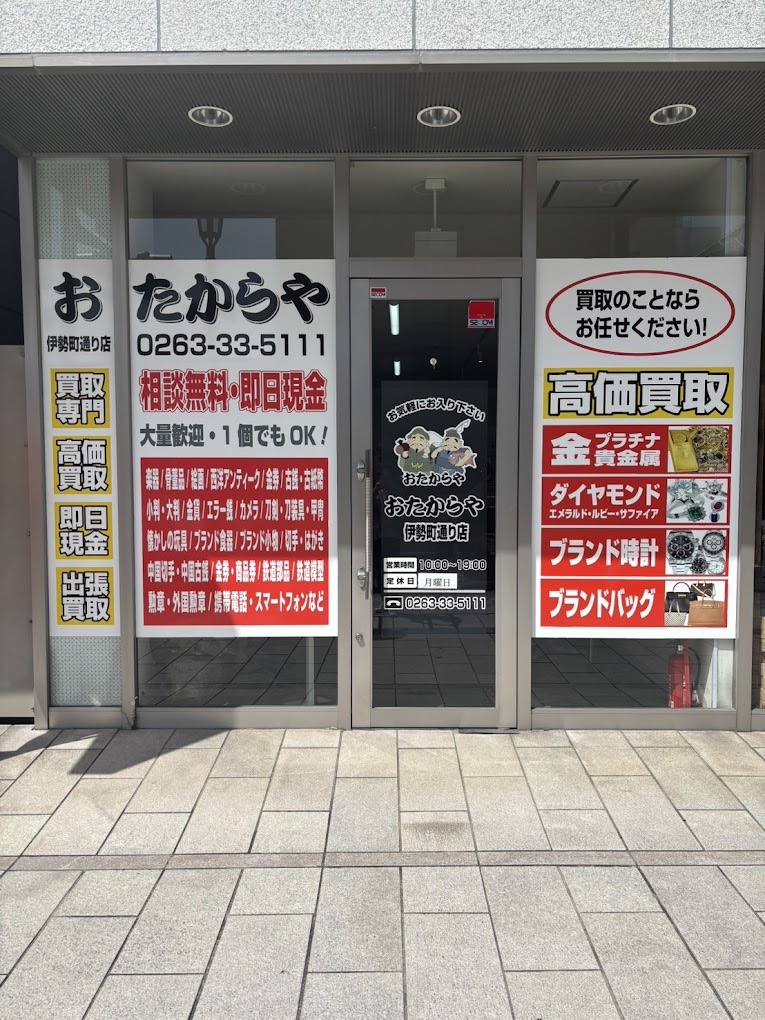 おたからや
伊勢町通り店
0263-33-5111
買取
専門
高価
買取
即日
現金
出張
買取
相談無料・即日現金
大量歓迎・1個でもOK!
楽器/骨董品/絵画/西洋アンティーク/金券/古銭・古紙幣
小判・大判/金貨/エラー銭/カメラ/刀剣・刀装具・甲冑
懐かしの玩具/ブランド食器/ブランド小物/切手・はがき
中国切手・中国古銭/金券・商品券/鉄道部品/鉄道模型
勲章・外国勲章/携帯電話・スマートフォンなど
SECOM
SECOM
お気軽にお入り下さい
おたからや
おたからや
伊勢町通り店
営業時間 10:00〜19:00
定休日 月曜日
0263-33-5111
買取のことなら
お任せください!
高価買取
金 プラチナ
貴金属
ダイヤモンド
エメラルド・ルビー・サファイア
ブランド時計
ブランドバッグ